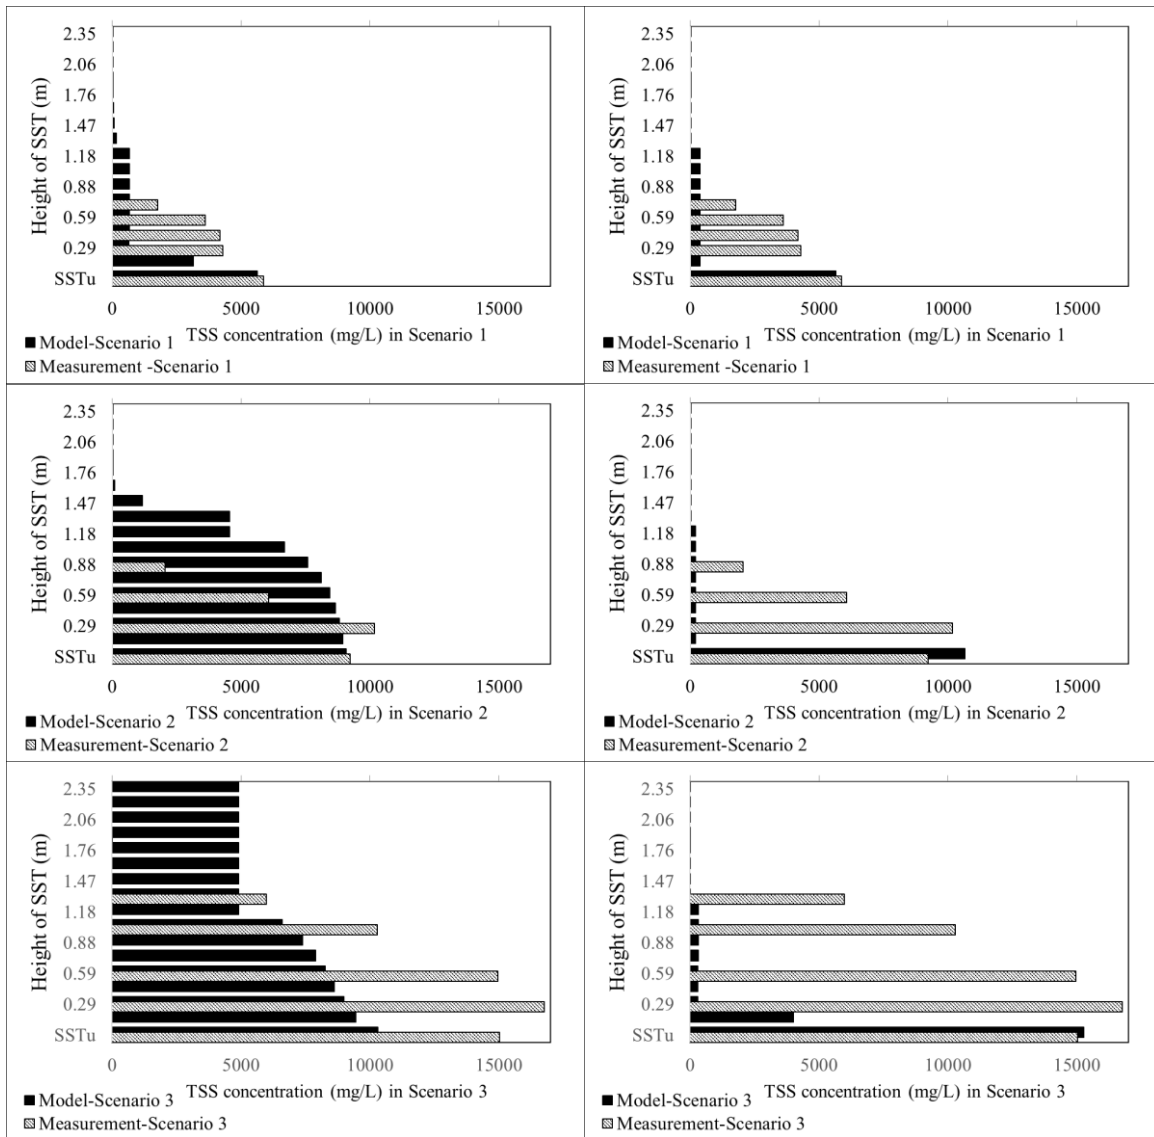 Height of SST (m)
2.35
2.06
1.76
1.47
1.18
0.88
0.59
0.29
SSTu
0 5000 10000 15000
TSS concentration (mg/L) in Scenario 1
Model-Scenario 1
Measurement -Scenario 1
Height of SST (m)
2.35
2.06
1.76
1.47
1.18
0.88
0.59
0.29
SSTu
0 5000 10000 15000
TSS concentration (mg/L) in Scenario 1
Model-Scenario 1
Measurement -Scenario 1
Height of SST (m)
2.35
2.06
1.76
1.47
1.18
0.88
0.59
0.29
SSTu
0 5000 10000 15000
TSS concentration (mg/L) in Scenario 2
Model-Scenario 2
Measurement-Scenario 2
Height of SST (m)
2.35
2.06
1.76
1.47
1.18
0.88
0.59
0.29
SSTu
0 5000 10000 15000
TSS concentration (mg/L) in Scenario 2
Model-Scenario 2
Measurement-Scenario 2
Height of SST (m)
2.35
2.06
1.76
1.47
1.18
0.88
0.59
0.29
SSTu
0 5000 10000 15000
TSS concentration (mg/L) in Scenario 3
Model-Scenario 3
Measurement-Scenario 3
Height of SST (m)
2.35
2.06
1.76
1.47
1.18
0.88
0.59
0.29
SSTu
0 5000 10000 15000
TSS concentration (mg/L) in Scenario 3
Model-Scenario 3
Measurement-Scenario 3